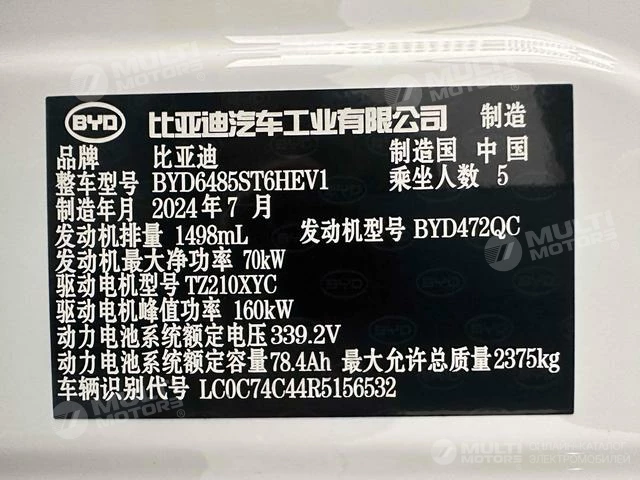 BYD 比亚迪汽车工业有限公司 制造
品牌 比亚迪 制造国 中国
整车型号 BYD6485ST6HEV1 乘坐人数 5
制造年月 2024年7月
发动机排量 1498mL 发动机型号 BYD472QC
发动机最大净功率 70kW
驱动电机型号 TZ210XYC
驱动电机峰值功率 160kW
动力电池系统额定电压 339.2V
动力电池系统额定容量 78.4Ah 最大允许总质量 2375kg
车辆识别代号 LC0C74C44R5156532
MULTI MOTORS